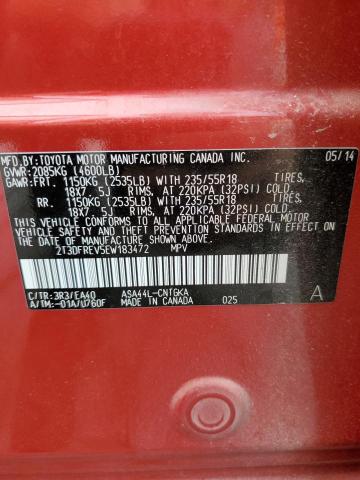 MFD. BY: TOYOTA MOTOR MANUFACTURING CANADA INC. 05/14
GVWR: 2085KG (4600LB)
GAWR: FRT. 1150KG (2535LB) WITH 235/55R18 TIRES,
18X7 .5J RIMS, AT 220KPA (32PSI) COLD.
RR. 1150KG (2535LB) WITH 235/55R18 TIRES,
18X7 .5J RIMS, AT 220KPA (32PSI) COLD.
THIS VEHICLE CONFORMS TO ALL APPLICABLE FEDERAL MOTOR
VEHICLE SAFETY STANDARDS IN EFFECT ON
THE DATE OF MANUFACTURE SHOWN ABOVE.
2T3DFREV5EW183472 MPV
C/TR: 3R3/EA40 ASA44L-CNTGKA
A/TM: -01A/U760F MADE IN CANADA 025 A